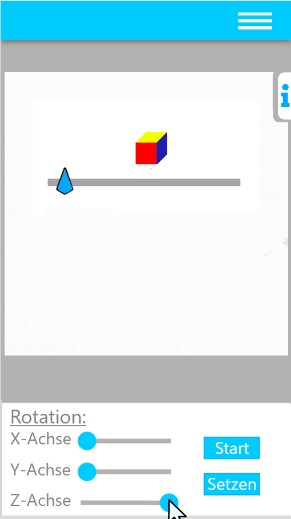 i
Rotation:
X-Achse
Start
Y-Achse
Setzen
Z-Achse